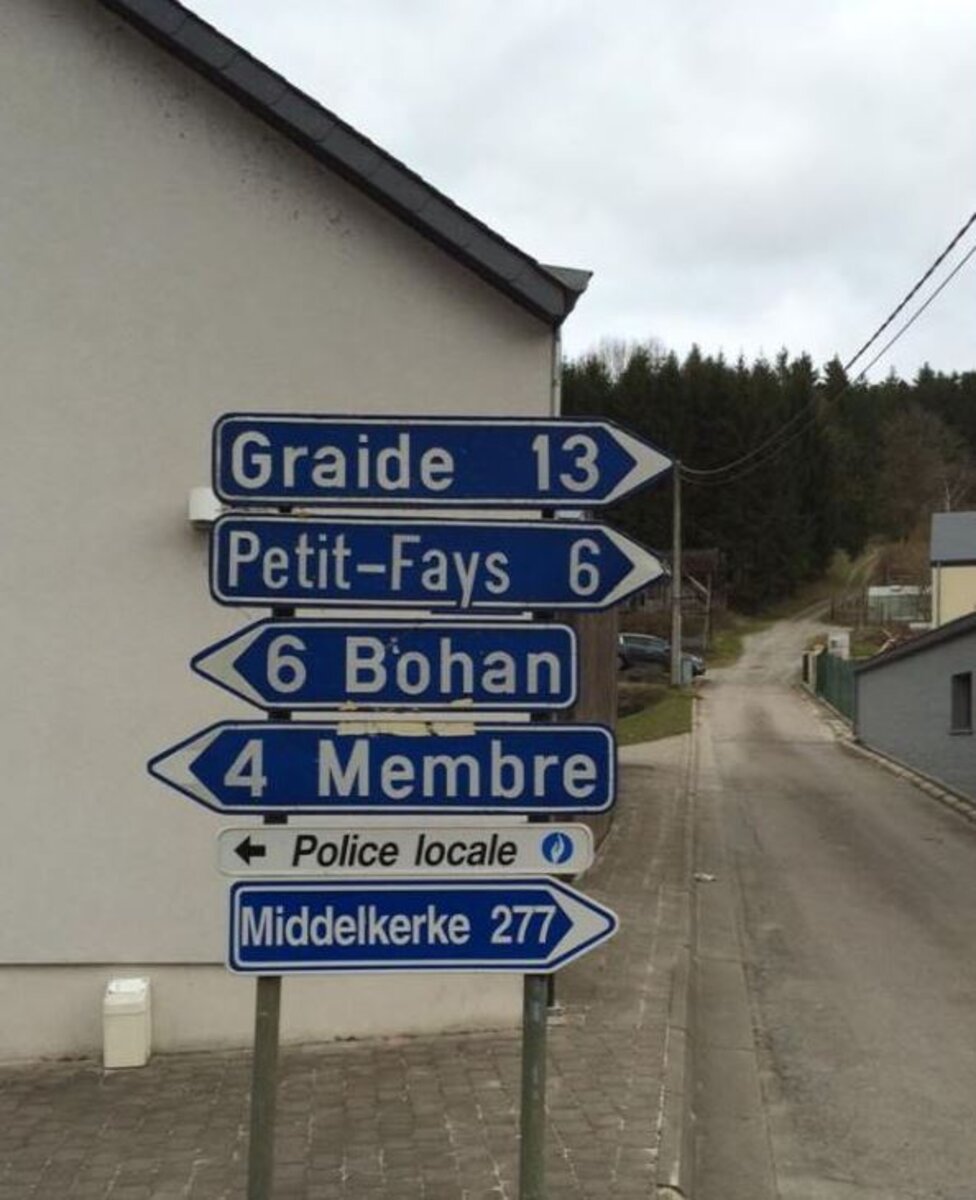 Graide 13
Petit-Fays 6
6 Bohan
4 Membre
Police locale
Middelkerke 277